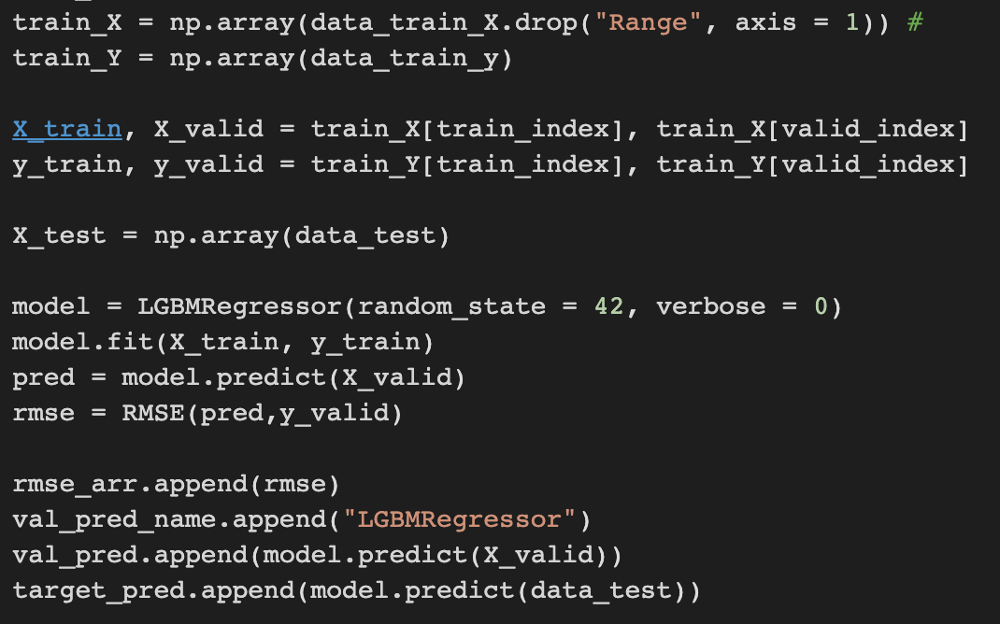 train_X = np.array(data_train_X.drop("Range", axis = 1)) #
train_Y = np.array(data_train_y)
X_train, X_valid = train_X[train_index], train_X[valid_index]
y_train, y_valid = train_Y[train_index], train_Y[valid_index]
X_test = np.array(data_test)
model = LGBMRegressor(random_state = 42, verbose = 0)
model.fit(X_train, y_train)
pred = model.predict(X_valid)
rmse = RMSE(pred,y_valid)
rmse_arr.append(rmse)
val_pred_name.append("LGBMRegressor")
val_pred.append(model.predict(X_valid))
target_pred.append(model.predict(data_test))